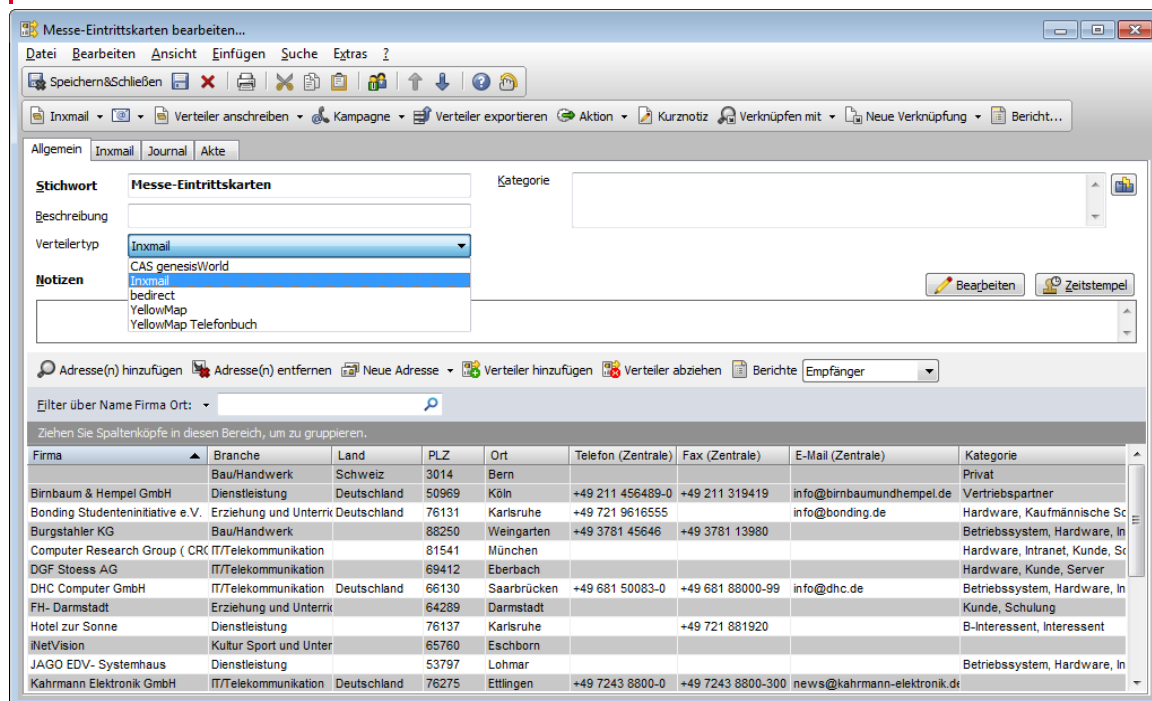 Messe-Eintrittskarten bearbeiten...
Datei Bearbeiten Ansicht Einfügen Suche Extras ?
Speichern&Schließen
Inxmail Verteiler anschreiben Kampagne Verteiler exportieren Aktion Kurznotiz Verknüpfen mit Neue Verknüpfung Bericht...
Allgemein Inxmail Journal Akte
Stichwort Messe-Eintrittskarten Kategorie
Beschreibung
Verteilertyp Inxmail
CAS genesisWorld
Notizen Inxmail Bearbeiten Zeitstempel
bedirect
YellowMap
YellowMap Telefonbuch
Adresse(n) hinzufügen Adresse(n) entfernen Neue Adresse Verteiler hinzufügen Verteiler abziehen Berichte Empfänger
Filter über Name Firma Ort:
Ziehen Sie Spaltenköpfe in diesen Bereich, um zu gruppieren.
Firma Branche Land PLZ Ort Telefon (Zentrale) Fax (Zentrale) E-Mail (Zentrale) Kategorie
Bau/Handwerk Schweiz 3014 Bern Privat
Birnbaum & Hempel GmbH Dienstleistung Deutschland 50969 Köln +49 211 456489-0 +49 211 319419 info@birnbaumundhempel.de Vertriebspartner
Bonding Studenteninitiative e.V. Erziehung und Unterric Deutschland 76131 Karlsruhe +49 721 9616555 info@bonding.de Hardware, Kaufmännische Sc
Burgstahler KG Bau/Handwerk 88250 Weingarten +49 3781 45646 +49 3781 13980 Betriebssystem, Hardware, In
Computer Research Group ( CRG IT/Telekommunikation 81541 München Hardware, Intranet, Kunde, So
DGF Stoess AG IT/Telekommunikation 69412 Eberbach Hardware, Kunde, Server
DHC Computer GmbH IT/Telekommunikation Deutschland 66130 Saarbrücken +49 681 50083-0 +49 681 88000-99 info@dhc.de Betriebssystem, Hardware, In
FH- Darmstadt Erziehung und Unterric 64289 Darmstadt Kunde, Schulung
Hotel zur Sonne Dienstleistung 76137 Karlsruhe +49 721 881920 B-Interessent, Interessent
iNetVision Kultur Sport und Unter 65760 Eschborn
JAGO EDV- Systemhaus Dienstleistung 53797 Lohmar Betriebssystem, Hardware, In
Kahrmann Elektronik GmbH IT/Telekommunikation Deutschland 76275 Ettlingen +49 7243 8800-0 +49 7243 8800-300 news@kahrmann-elektronik.de